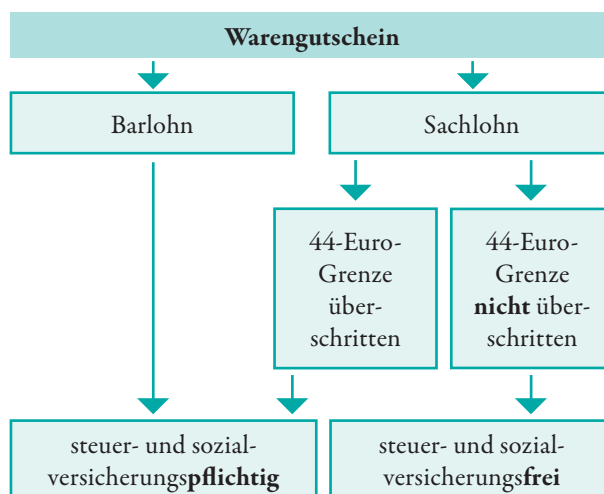 Warengutschein
Barlohn
Sachlohn
44-Euro-
Grenze
über-
schritten
44-Euro-
Grenze
nicht über-
schritten
steuer- und sozial-
versicherungspflichtig
steuer- und sozial-
versicherungsfrei